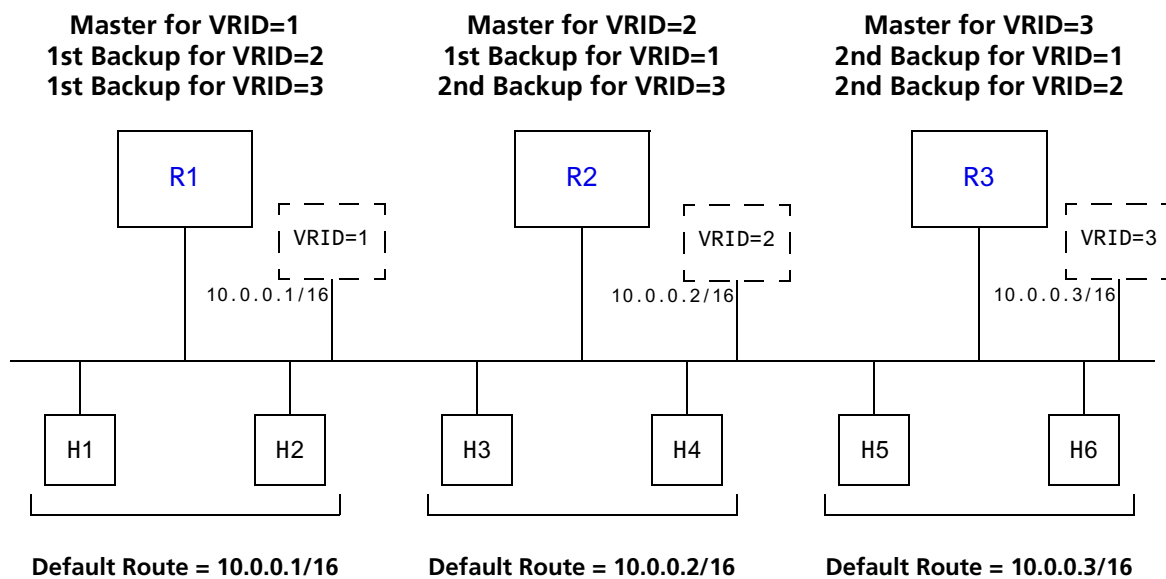 Master for VRID=1
1st Backup for VRID=2
1st Backup for VRID=3
Master for VRID=2
1st Backup for VRID=1
2nd Backup for VRID=3
Master for VRID=3
2nd Backup for VRID=1
2nd Backup for VRID=2
R1
R2
R3
VRID=1
VRID=2
VRID=3
10.0.0.1/16
10.0.0.2/16
10.0.0.3/16
H1
H2
H3
H4
H5
H6
Default Route = 10.0.0.1/16
Default Route = 10.0.0.2/16
Default Route = 10.0.0.3/16